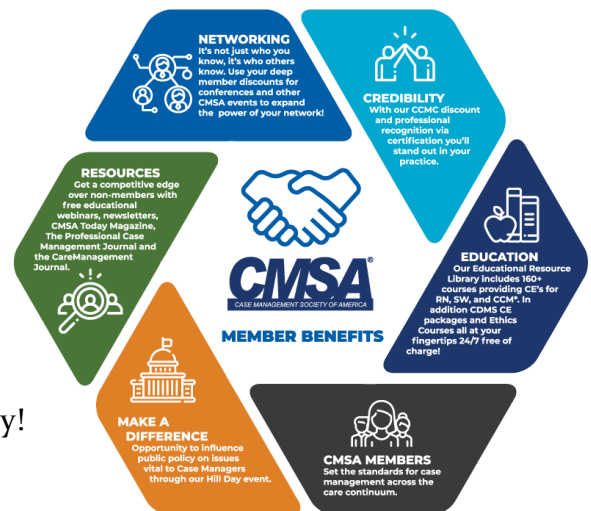 NETWORKING
It's not just who you
know, it's who others
know. Use your deep
member discounts for
conferences and other
CMSA events to expand
the power of your network!
CREDIBILITY
With our CCMC discount
and professional
recognition via
certification you'll
stand out in your
practice.
RESOURCES
Get a competitive edge
over non-members with
free educational
webinars, newsletters,
CMSA Today Magazine,
The Professional Case
Management Journal and
the CareManagement
Journal.
CMSA®
CASE MANAGEMENT SOCIETY OF AMERICA
MEMBER BENEFITS
EDUCATION
Our Educational Resource
Library includes 160+
courses providing CE's for
RN, SW, and CCM*. In
addition CDMS CE
packages and Ethics
Courses all at your
fingertips 24/7 free of
charge!
y!
MAKE A
DIFFERENCE
Opportunity to influence
public policy on issues
vital to Case Managers
through our Hill Day event.
CMSA MEMBERS
Set the standards for case
management across the
care continuum.